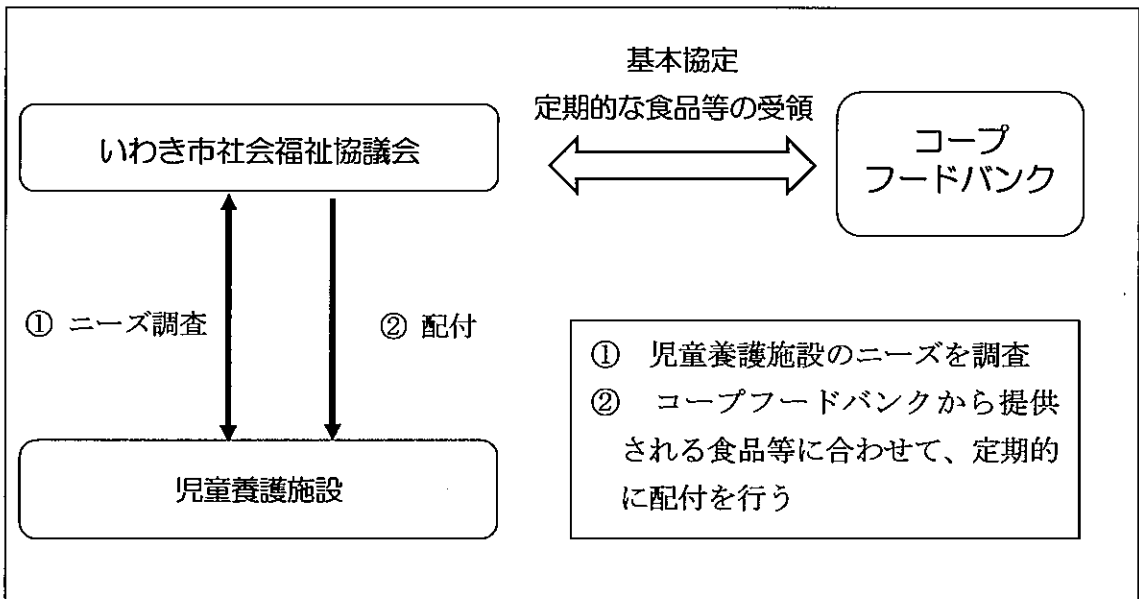 基本協定
定期的な食品等の受領
いわき市社会福祉協議会
コープ
フードバンク
① ニーズ調査
② 配付
児童養護施設
① 児童養護施設のニーズを調査
② コープフードバンクから提供
される食品等に合わせて、定期的
に配付を行う